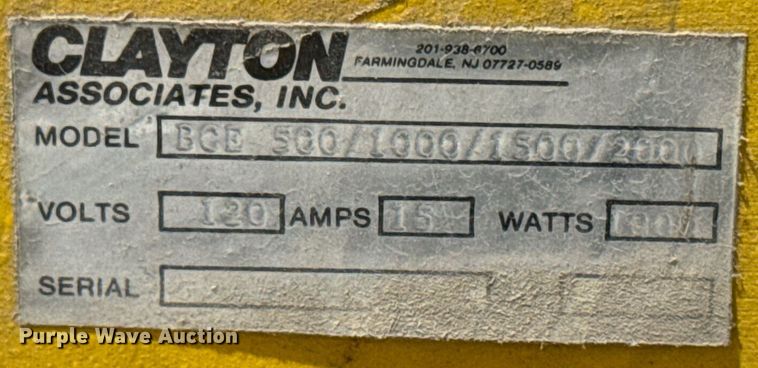 CLAYTON
201-938-6700
FARMINGDALE, NJ 07727-0589
ASSOCIATES, INC.
MODEL BGE 500/1000/1500/2000
VOLTS 120 AMPS 15 WATTS
SERIAL
Purple Wave Auction